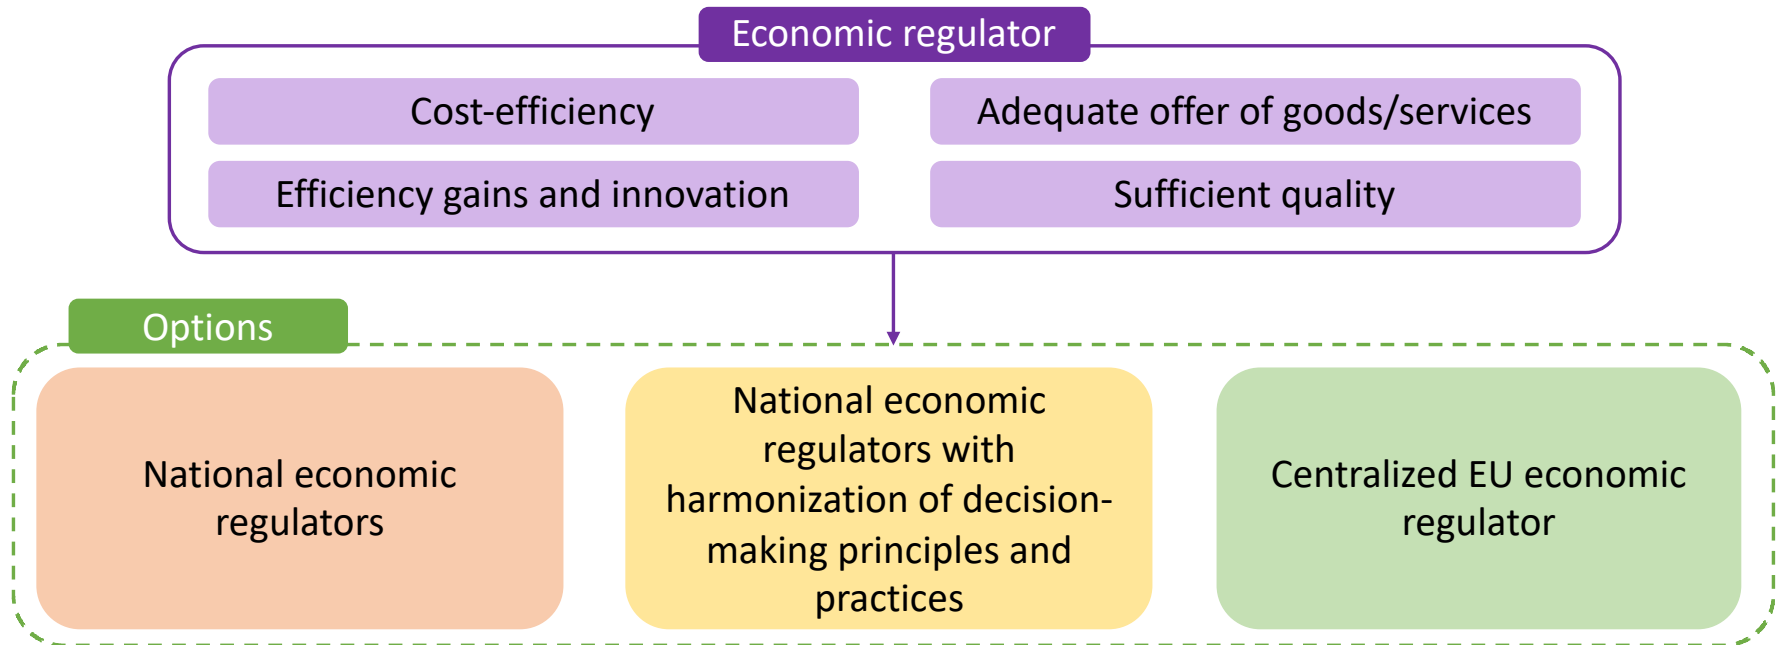 Economic regulator
Cost-efficiency
Adequate offer of goods/services
Efficiency gains and innovation
Sufficient quality
Options
National economic
regulators
National economic
regulators with
harmonization of decision-
making principles and
practices
Centralized EU economic
regulator